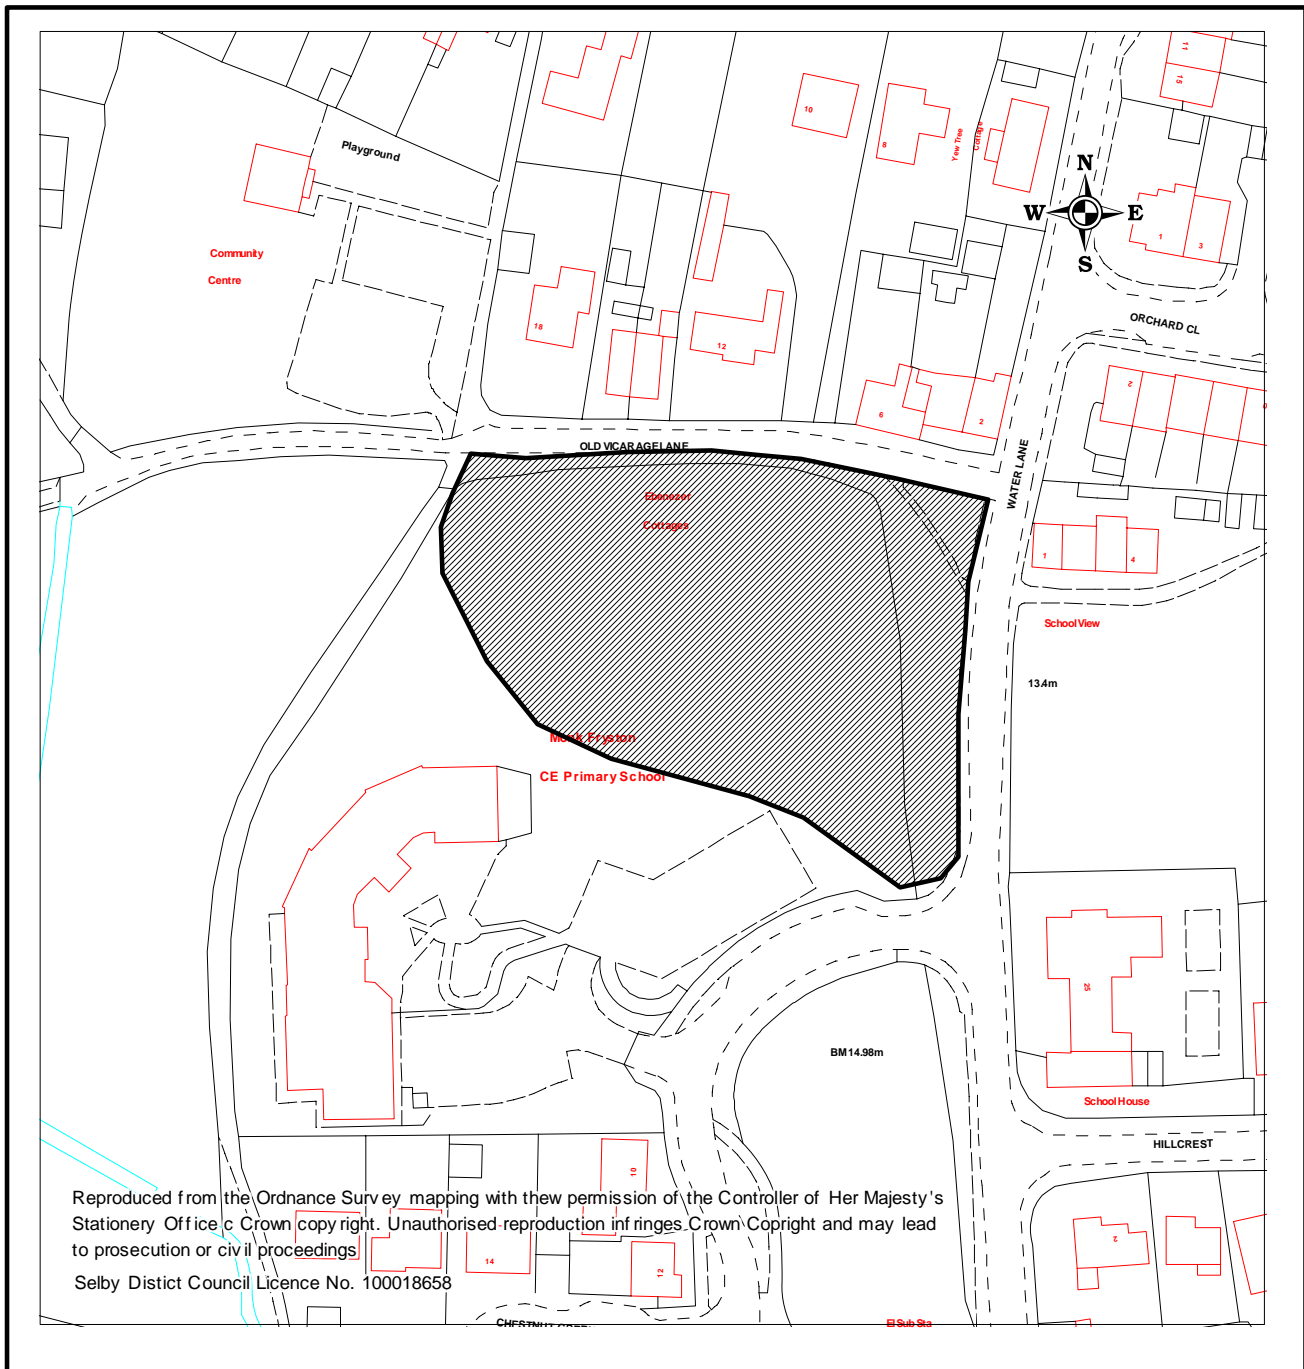 11
15
10
8
Yew Tree
Cottage
Playground
N
W E
S
1
3
Community
Centre
ORCHARD CL
18
12
2
6
2
OLD VICARAGE LANE
WATER LANE
Ebenezer
Cottages
1
4
School View
13.4m
Monk Fryston
CE Primary School
25
BM 14.98m
School House
HILLCREST
10
Reproduced from the Ordnance Survey mapping with thew permission of the Controller of Her Majesty's
Stationery Office c Crown copyright. Unauthorised reproduction infringes Crown Copright and may lead
to prosecution or civil proceedings
Selby Distict Council Licence No. 100018658
14
12
2
El Sub Sta